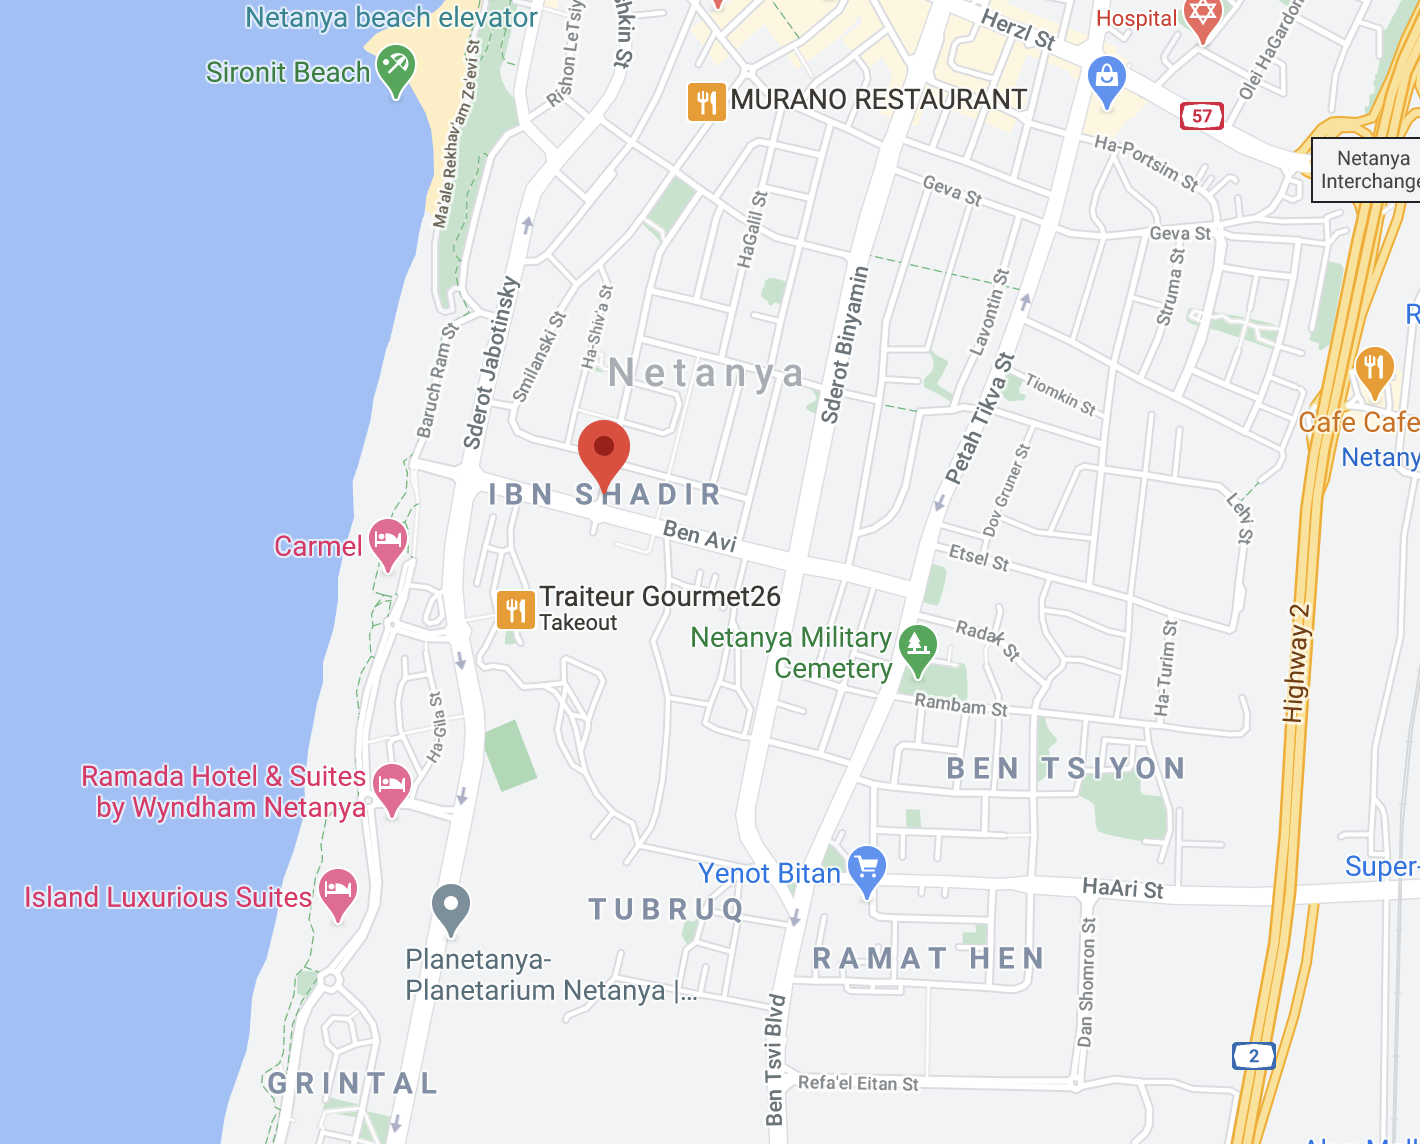 Netanya beach elevator
Sironit Beach
Ma'ale Rekhav'am Ze'evi St
Rishon LeTsiy
hkin St
MURANO RESTAURANT
Herzl St
Hospital
Olei HaGardon
57
Netanya
Interchange
Ha-Portsim St
Geva St
Geva St
HaGalil St
Struma St
Sderot Jabotinsky
Smilanski St
Ha-Shiv'a St
Baruch Ram St
Netanya
Sderot Binyamin
Lavontin St
Petah Tikva St
Tiomkin St
R
Cafe Cafe
Netany
Dov Gruner St
Lehi St
IBN SHADIR
Ben Avi
Carmel
Etsel St
Traiteur Gourmet26
Takeout
Netanya Military
Cemetery
Radak St
Ha-Turim St
Highway 2
Rambam St
Ha-Gila St
BEN TSIYON
Ramada Hotel & Suites
by Wyndham Netanya
Yenot Bitan
HaAri St
Super-
Island Luxurious Suites
TUBRUQ
RAMAT HEN
Planetanya-
Planetarium Netanya |...
Dan Shomron St
Ben Tsvi Blvd
2
GRINTAL
Refa'el Eitan St